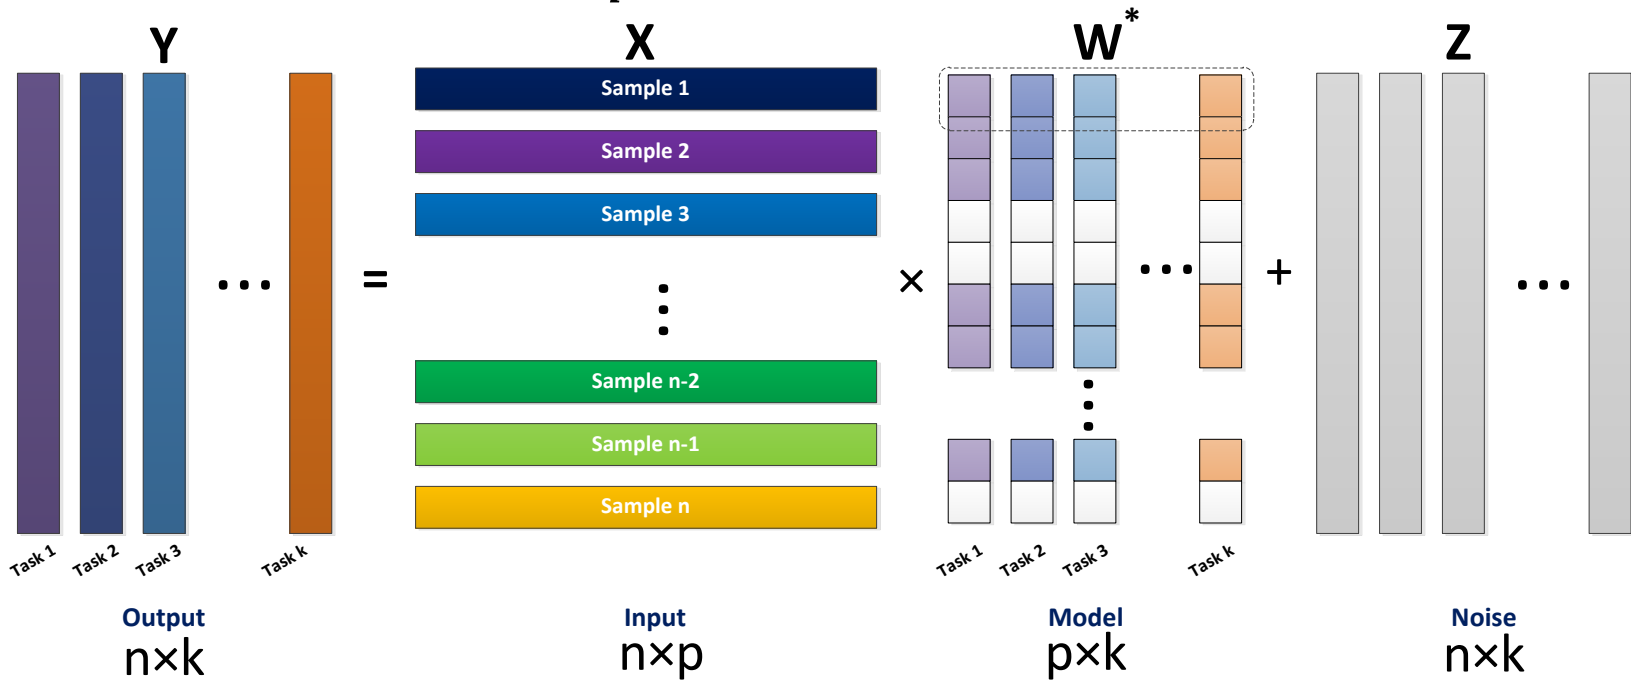 Y X W* Z
Sample 1
Sample 2
Sample 3
... = × ... + ...
Sample n-2
Sample n-1
Sample n
Task 1 Task 2 Task 3 Task k Task 1 Task 2 Task 3 Task k
Output Input Model Noise
n×k n×p p×k n×k